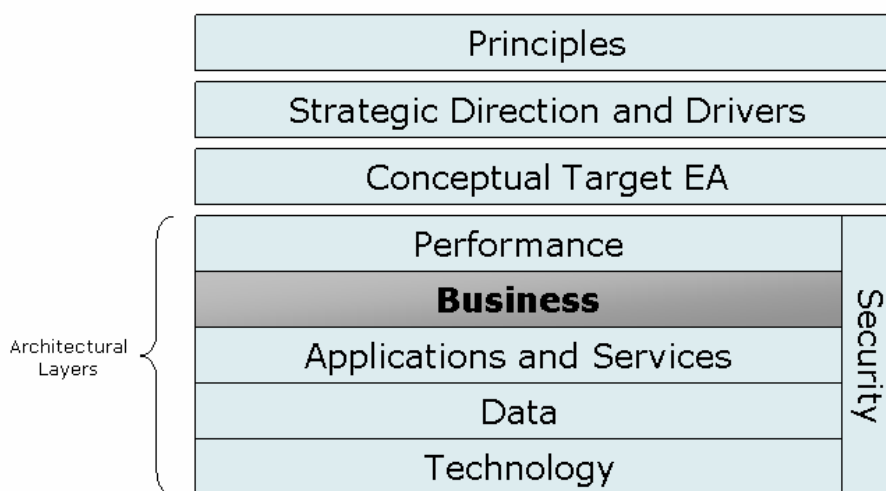 Principles
Strategic Direction and Drivers
Conceptual Target EA
Performance
Business
Applications and Services
Data
Technology
Security
Architectural
Layers